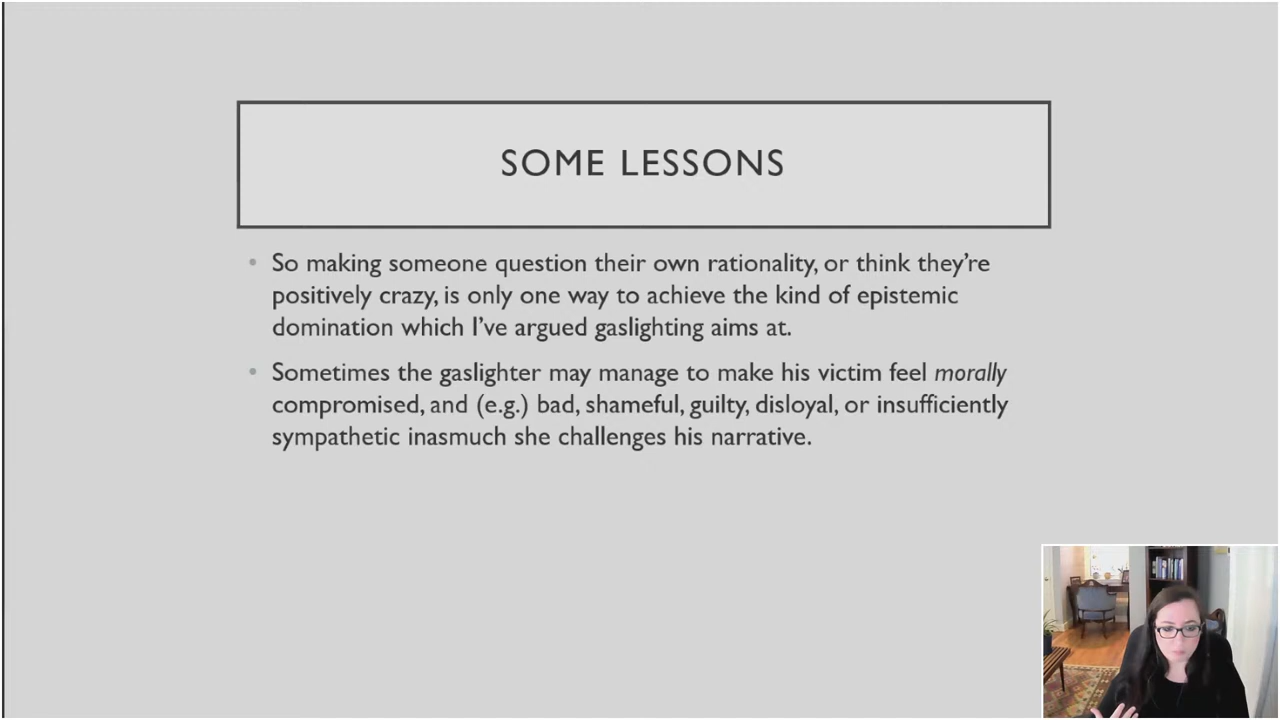 SOME LESSONS
• So making someone question their own rationality, or think they’re
positively crazy, is only one way to achieve the kind of epistemic
domination which I’ve argued gaslighting aims at.
• Sometimes the gaslighter may manage to make his victim feel morally
compromised, and (e.g.) bad, shameful, guilty, disloyal, or insufficiently
sympathetic inasmuch she challenges his narrative.